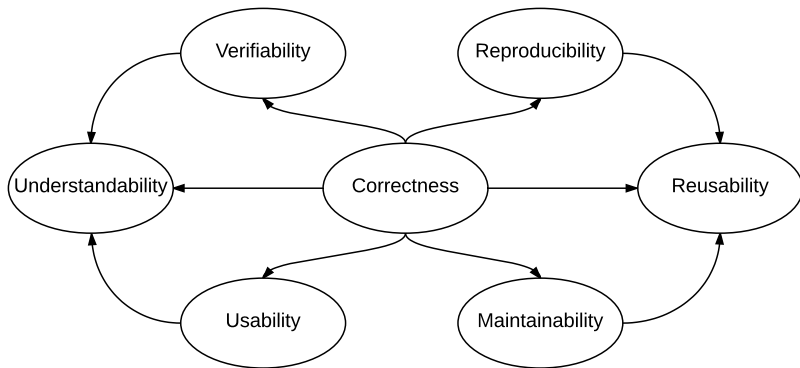 Verifiability
Reproducibility
Understandability
Correctness
Reusability
Usability
Maintainability